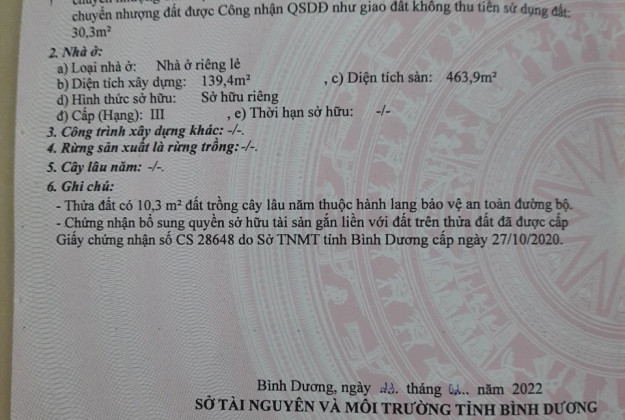 chuyển nhượng đất được Công nhận QSDĐ như giao đất không thu tiền sử dụng đất:
30,3m²
2. Nhà ở:
a) Loại nhà ở: Nhà ở riêng lẻ
b) Diện tích xây dựng: 139,4m² , c) Diện tích sàn: 463,9m²
d) Hình thức sở hữu: Sở hữu riêng
đ) Cấp (Hạng): III , e) Thời hạn sở hữu: -/-
3. Công trình xây dựng khác: -/-.
4. Rừng sản xuất là rừng trồng: -/-.
5. Cây lâu năm: -/-.
6. Ghi chú:
- Thửa đất có 10,3 m² đất trồng cây lâu năm thuộc hành lang bảo vệ an toàn đường bộ.
- Chứng nhận bổ sung quyền sở hữu tài sản gắn liền với đất trên thửa đất đã được cấp
Giấy chứng nhận số CS 28648 do Sở TNMT tỉnh Bình Dương cấp ngày 27/10/2020.
Bình Dương, ngày tháng năm 2022
SỞ TÀI NGUYÊN VÀ MÔI TRƯỜNG TỈNH BÌNH DƯƠNG